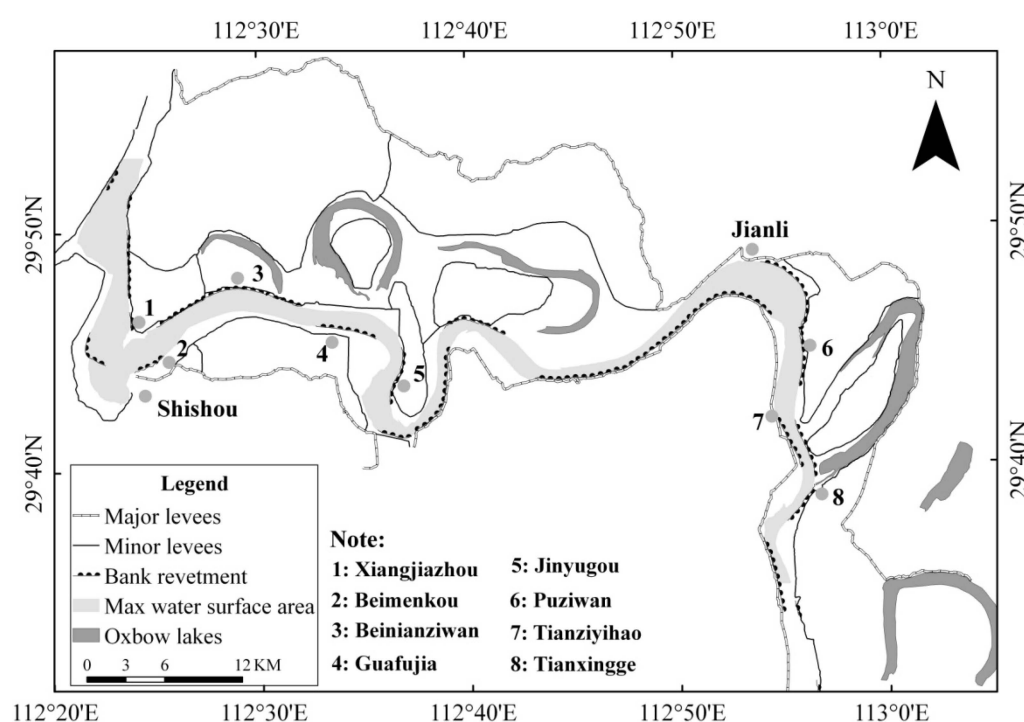 112°30'E 112°40'E 112°50'E 113°0'E
N
29°50'N 29°50'N
Jianli
3
1
2
4
5
6
Shishou
7
8
29°40'N 29°40'N
Legend
Major levees
Minor levees
Bank revetment
Max water surface area
Oxbow lakes
0 3 6 12 KM
Note:
1: Xiangjiazhou
2: Beimenkou
3: Beinianziwan
4: Guafujia
5: Jinyugou
6: Puziwan
7: Tianziyihao
8: Tianxingge
112°20'E 112°30'E 112°40'E 112°50'E 113°0'E